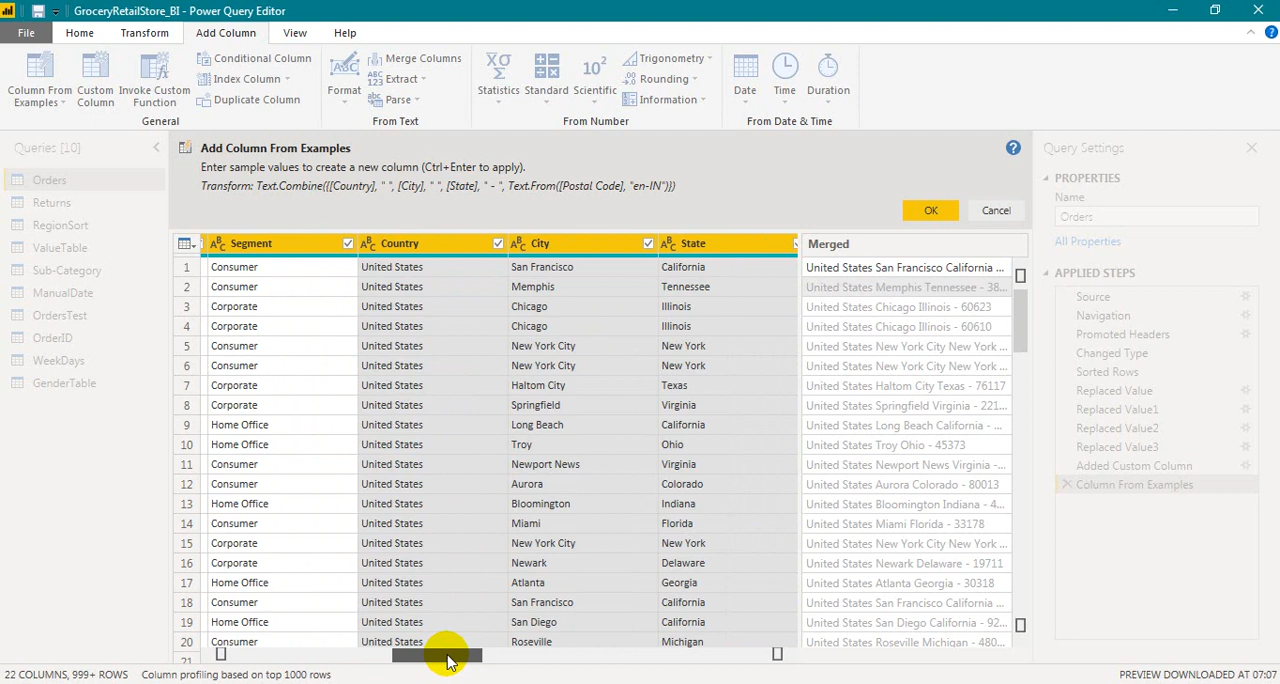 GroceryRetailStore_BI - Power Query Editor
File Home Transform Add Column View Help
Column From Examples
Custom Column
Invoke Custom Function
Conditional Column
Index Column
Duplicate Column
General
Format
Merge Columns
Extract
Parse
From Text
Statistics
Standard
Scientific
Trigonometry
Rounding
Information
From Number
Date
Time
Duration
From Date & Time
Queries [10]
Orders
Returns
RegionSort
ValueTable
Sub-Category
ManualDate
OrdersTest
OrderID
WeekDays
GenderTable
Add Column From Examples
Enter sample values to create a new column (Ctrl+Enter to apply).
Transform: Text.Combine({[Country], " ", [City], " ", [State], " - ", Text.From([Postal Code], "en-IN")})
OK Cancel
Segment Country City State Merged
1 Consumer United States San Francisco California United States San Francisco California ...
2 Consumer United States Memphis Tennessee United States Memphis Tennessee - 38...
3 Corporate United States Chicago Illinois United States Chicago Illinois - 60623
4 Corporate United States Chicago Illinois United States Chicago Illinois - 60610
5 Consumer United States New York City New York United States New York City New York ...
6 Consumer United States New York City New York United States New York City New York ...
7 Corporate United States Haltom City Texas United States Haltom City Texas - 76117
8 Corporate United States Springfield Virginia United States Springfield Virginia - 221...
9 Home Office United States Long Beach California United States Long Beach California - ...
10 Home Office United States Troy Ohio United States Troy Ohio - 45373
11 Consumer United States Newport News Virginia United States Newport News Virginia -...
12 Consumer United States Aurora Colorado United States Aurora Colorado - 80013
13 Home Office United States Bloomington Indiana United States Bloomington Indiana - 4...
14 Consumer United States Miami Florida United States Miami Florida - 33178
15 Consumer United States New York City New York United States New York City New York ...
16 Corporate United States Newark Delaware United States Newark Delaware - 19711
17 Home Office United States Atlanta Georgia United States Atlanta Georgia - 30318
18 Consumer United States San Francisco California United States San Francisco California ...
19 Home Office United States San Diego California United States San Diego California - 92...
20 Consumer United States Roseville Michigan United States Roseville Michigan - 480...
21
Query Settings
PROPERTIES
Name
Orders
All Properties
APPLIED STEPS
Source
Navigation
Promoted Headers
Changed Type
Sorted Rows
Replaced Value
Replaced Value1
Replaced Value2
Replaced Value3
Added Custom Column
Column From Examples
22 COLUMNS, 999+ ROWS Column profiling based on top 1000 rows PREVIEW DOWNLOADED AT 07:07